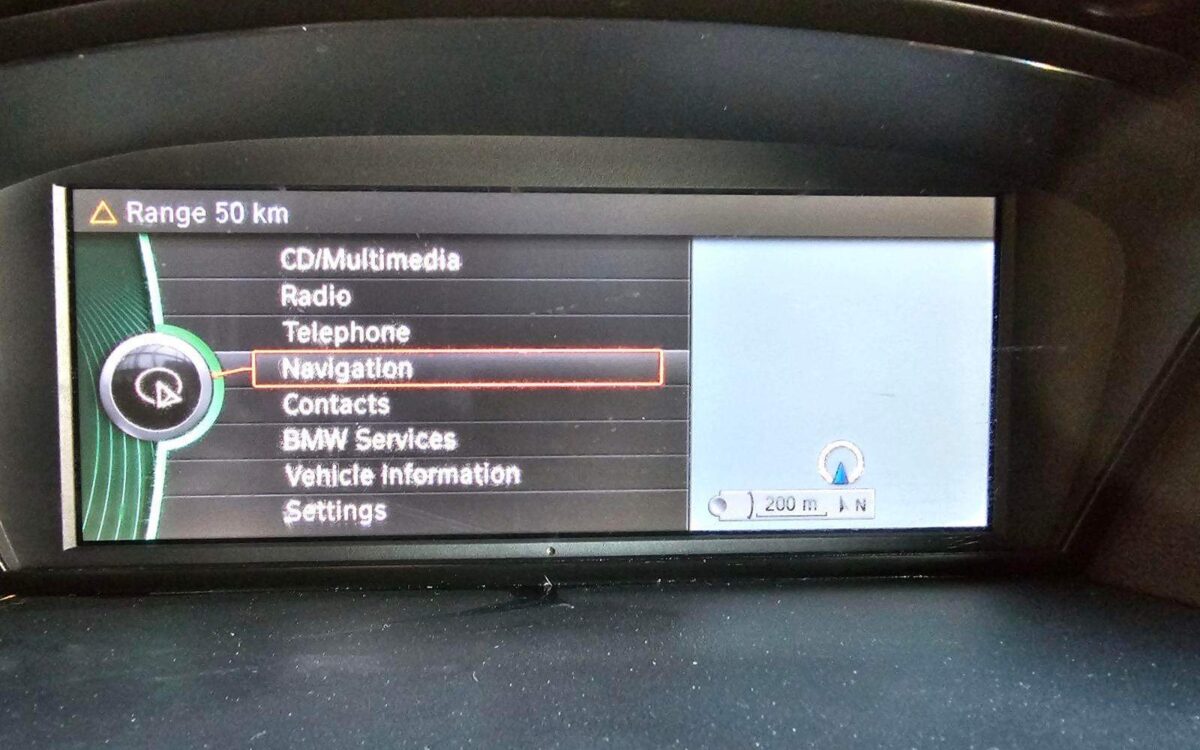 Range 50 km
CD/Multimedia
Radio
Telephone
Navigation
Contacts
BMW Services
Vehicle Information
Settings
200 m
N